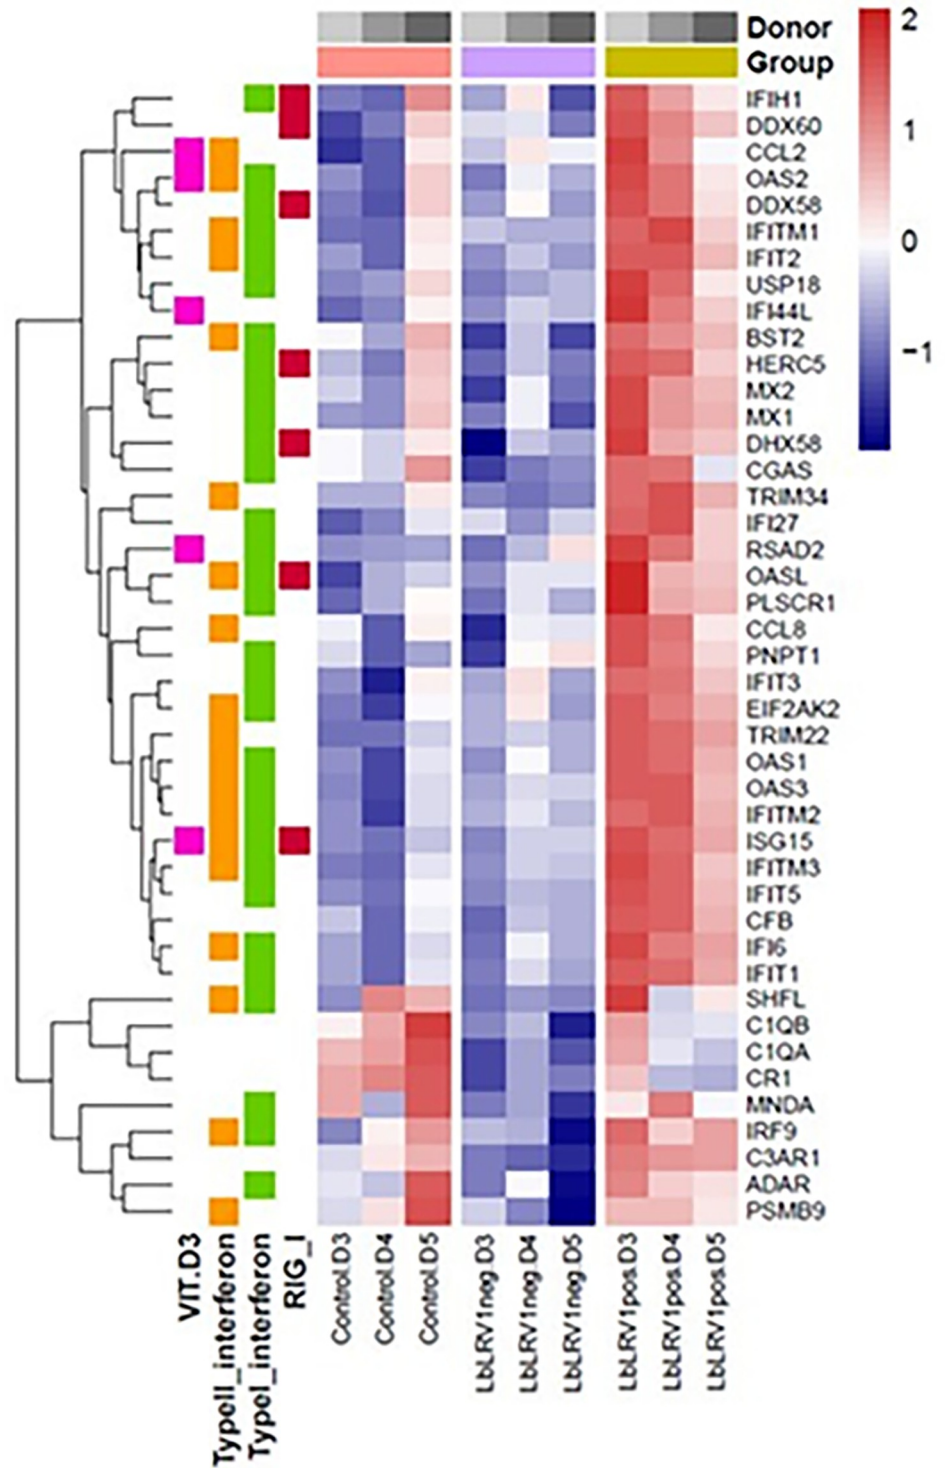 Donor
Group
2
1
0
−1
IFIH1
DDX60
CCL2
OAS2
DDX58
IFITM1
IFIT2
USP18
IFI44L
BST2
HERC5
MX2
MX1
DHX58
CGAS
TRIM34
IFI27
RSAD2
OASL
PLSCR1
CCL8
PNPT1
IFIT3
EIF2AK2
TRIM22
OAS1
OAS3
IFITM2
ISG15
IFITM3
IFIT5
CFB
IFI6
IFIT1
SHFL
C1QB
C1QA
CR1
MNDA
IRF9
C3AR1
ADAR
PSMB9
VIT.D3
TypeII_interferon
TypeI_interferon
RIG_I
Control.D3
Control.D4
Control.D5
LbLRV1neg.D3
LbLRV1neg.D4
LbLRV1neg.D5
LbLRV1pos.D3
LbLRV1pos.D4
LbLRV1pos.D5